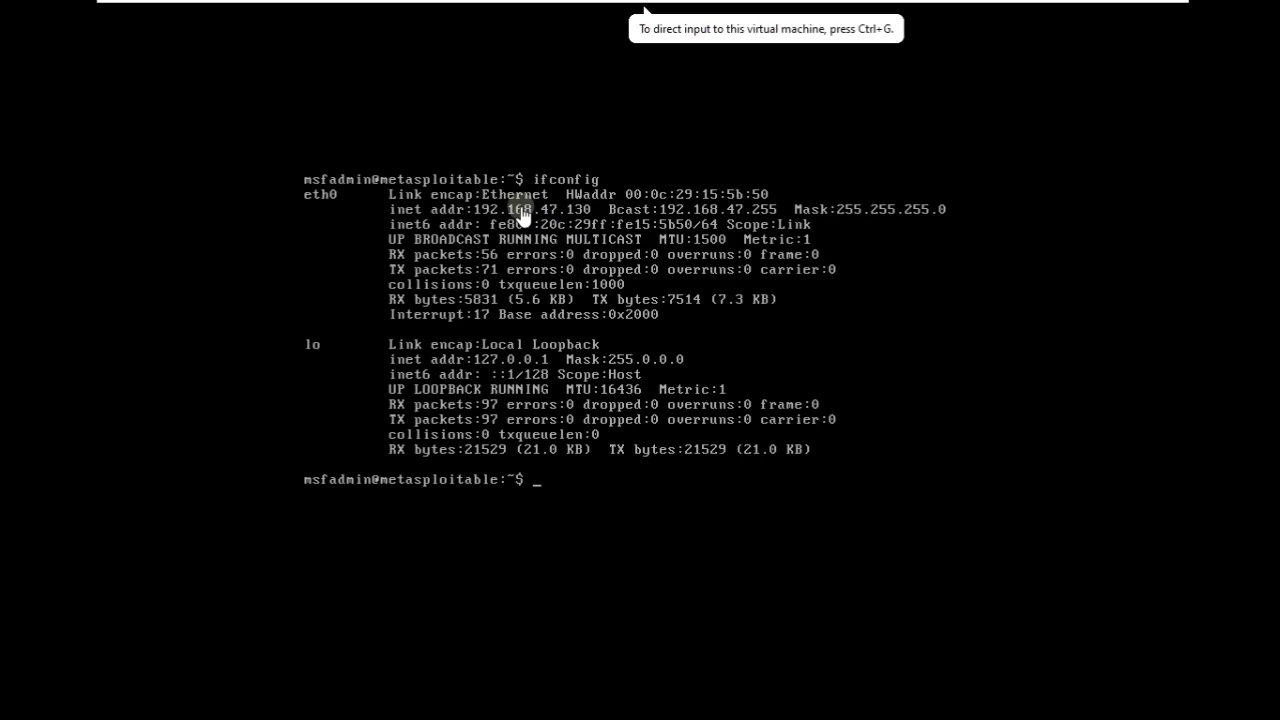 To direct input to this virtual machine, press Ctrl+G.
msfadmin@metasploitable:~$ ifconfig
eth0 Link encap:Ethernet HWaddr 00:0c:29:15:5b:50
inet addr:192.168.47.130 Bcast:192.168.47.255 Mask:255.255.255.0
inet6 addr: :20c:29ff:fe15:5b50/64 Scope:Link
UP BROADCAST RUNNING MULTICAST MTU:1500 Metric:1
RX packets:56 errors:0 dropped:0 overruns:0 frame:0
TX packets:71 errors:0 dropped:0 overruns:0 carrier:0
collisions:0 txqueuelen:1000
RX bytes:5831 (5.6 KB) TX bytes:7514 (7.3 KB)
Interrupt:17 Base address:0x2000
lo Link encap:Local Loopback
inet addr:127.0.0.1 Mask:255.0.0.0
inet6 addr: ::1/128 Scope:Host
UP LOOPBACK RUNNING MTU:16436 Metric:1
RX packets:97 errors:0 dropped:0 overruns:0 frame:0
TX packets:97 errors:0 dropped:0 overruns:0 carrier:0
collisions:0 txqueuelen:0
RX bytes:21529 (21.0 KB) TX bytes:21529 (21.0 KB)
msfadmin@metasploitable:~$ _